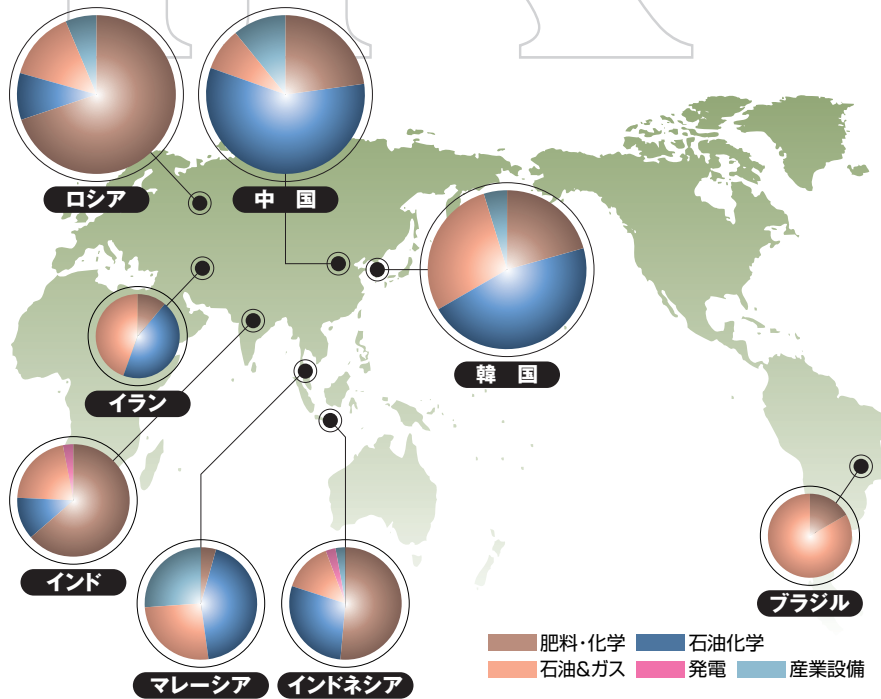 ロシア
中 国
韓 国
イラン
インド
マレーシア
インドネシア
ブラジル
肥料・化学 石油化学
石油&ガス 発電 産業設備